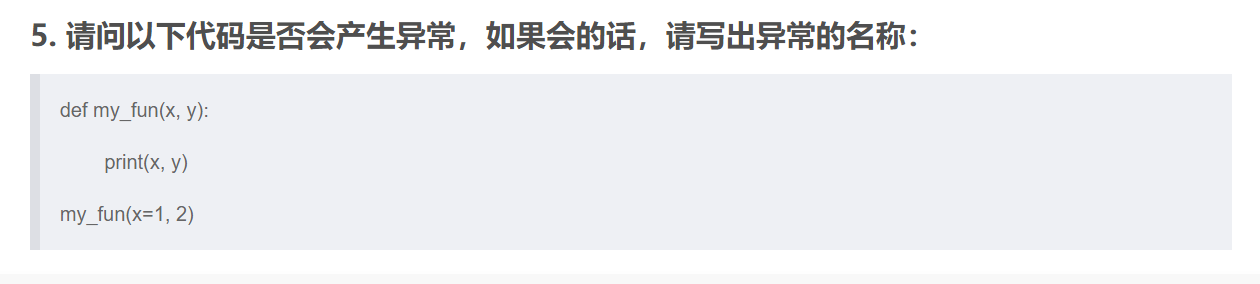 5. 请问以下代码是否会产生异常，如果会的话，请写出异常的名称：
def my_fun(x, y):
print(x, y)
my_fun(x=1, 2)